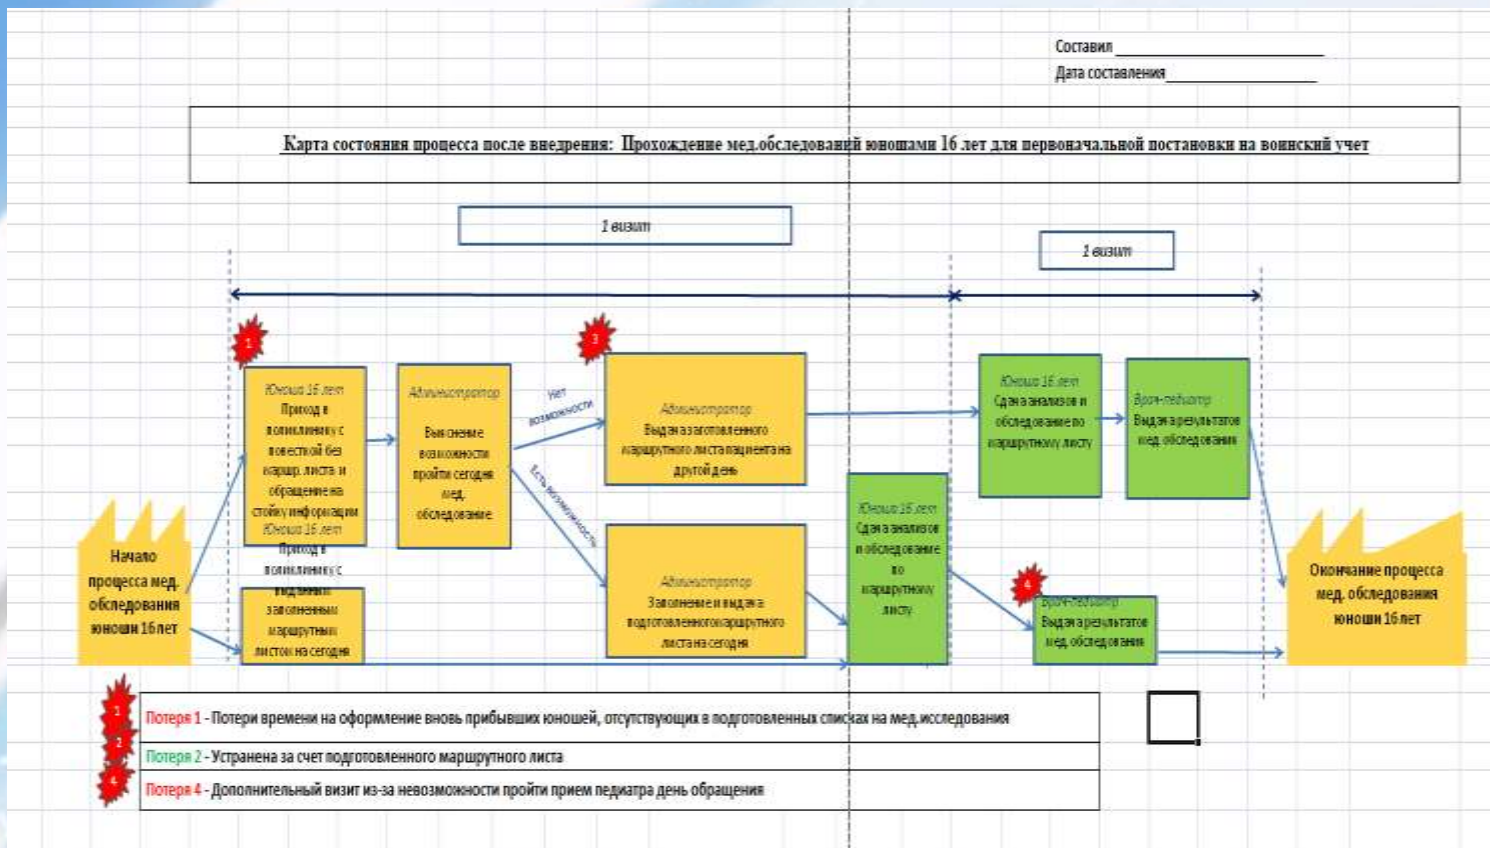 Составил
Дата составления
Карта состояния процесса после внедрения: Прохождение мед.обследований юношами 16 лет для первоначальной постановки на воинский учет
1 визит
1 визит
1
Юноша 16 лет
Приход в
поликлинику с
повесткой без
маршр. листа и
обращение на
стойку информации
Администратор
Выяснение
возможности
пройти сегодня
мед.
обследование
Нет
возможности
Есть возможность
3
Администратор
Выдача заготовленного
маршрутного листа пациента на
другой день
Юноша 16 лет
Сдача анализов и
обследование по
маршрутному листу
Врач-педиатр
Выдача результатов
мед. обследования
Начало
процесса мед.
обследования
юноши 16 лет
Юноша 16 лет
Приход в
поликлинику с
выданным
заполненным
маршрутным
листом на сегодня
Администратор
Заполнение и выдача
подготовленного маршрутного
листа на сегодня
Юноша 16 лет
Сдача анализов
и обследование
по
маршрутному
листу
4
Врач-педиатр
Выдача результатов
мед. обследования
Окончание процесса
мед. обследования
юноши 16 лет
1
Потеря 1 - Потери времени на оформление вновь прибывших юношей, отсутствующих в подготовленных списках на мед.исследования
2
Потеря 2 - Устранена за счет подготовленного маршрутного листа
4
Потеря 4 - Дополнительный визит из-за невозможности пройти прием педиатра день обращения